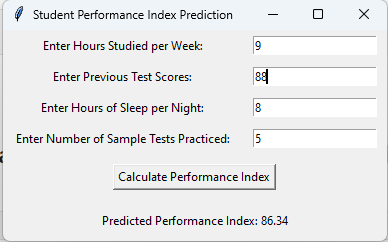 Student Performance Index Prediction
Enter Hours Studied per Week: 9
Enter Previous Test Scores: 88
Enter Hours of Sleep per Night: 8
Enter Number of Sample Tests Practiced: 5
Calculate Performance Index
Predicted Performance Index: 86.34